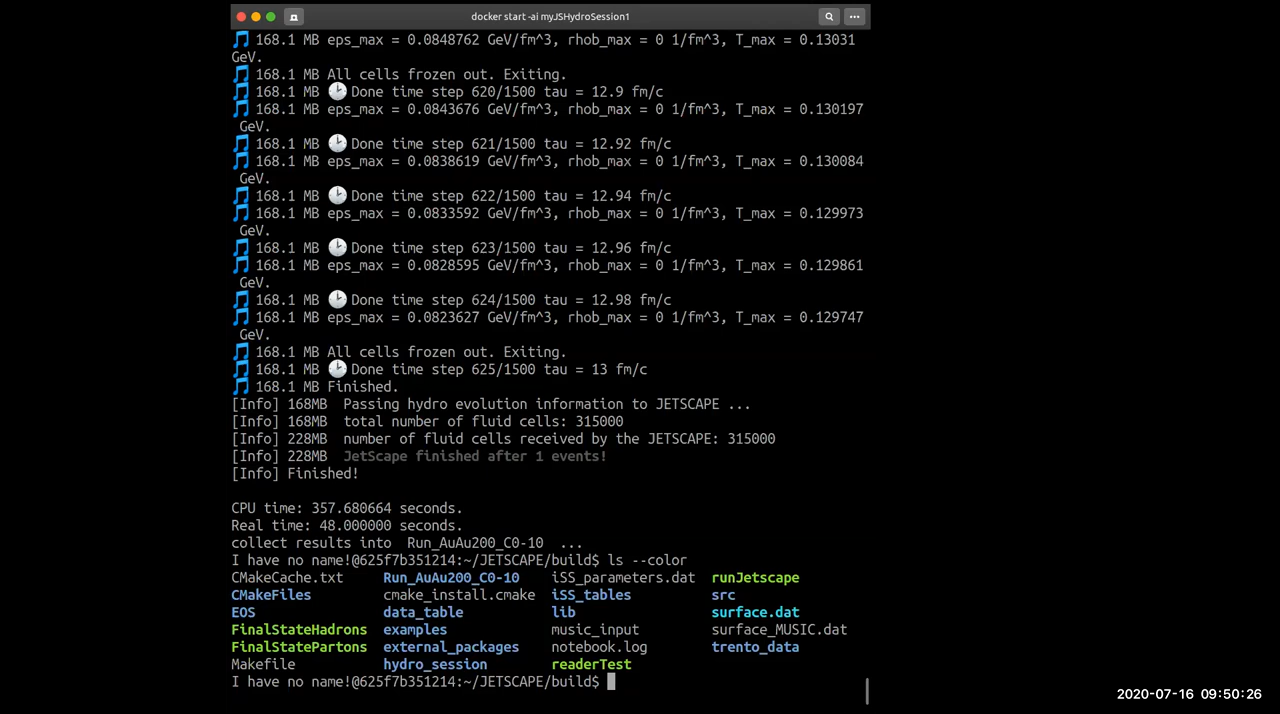 docker start -ai myJSHydroSession1
168.1 MB eps_max = 0.0848762 GeV/fm^3, rhob_max = 0 1/fm^3, T_max = 0.13031
GeV.
168.1 MB All cells frozen out. Exiting.
168.1 MB 🕑Done time step 620/1500 tau = 12.9 fm/c
168.1 MB eps_max = 0.0843676 GeV/fm^3, rhob_max = 0 1/fm^3, T_max = 0.130197
GeV.
168.1 MB 🕑Done time step 621/1500 tau = 12.92 fm/c
168.1 MB eps_max = 0.0838619 GeV/fm^3, rhob_max = 0 1/fm^3, T_max = 0.130084
GeV.
168.1 MB 🕑Done time step 622/1500 tau = 12.94 fm/c
168.1 MB eps_max = 0.0833592 GeV/fm^3, rhob_max = 0 1/fm^3, T_max = 0.129973
GeV.
168.1 MB 🕑Done time step 623/1500 tau = 12.96 fm/c
168.1 MB eps_max = 0.0828595 GeV/fm^3, rhob_max = 0 1/fm^3, T_max = 0.129861
GeV.
168.1 MB 🕑Done time step 624/1500 tau = 12.98 fm/c
168.1 MB eps_max = 0.0823627 GeV/fm^3, rhob_max = 0 1/fm^3, T_max = 0.129747
GeV.
168.1 MB All cells frozen out. Exiting.
168.1 MB 🕑Done time step 625/1500 tau = 13 fm/c
168.1 MB Finished.
[Info] 168MB  Passing hydro evolution information to JETSCAPE ...
[Info] 168MB  total number of fluid cells: 315000
[Info] 228MB  number of fluid cells received by the JETSCAPE: 315000
[Info] 228MB  JetScape finished after 1 events!
[Info] Finished!
CPU time: 357.680664 seconds.
Real time: 48.000000 seconds.
collect results into  Run_AuAu200_C0-10  ...
I have no name!@625f7b351214:~/JETSCAPE/build$ ls --color
CMakeCache.txt     Run_AuAu200_C0-10    iSS_parameters.dat  runJetscape
CMakeFiles         cmake_install.cmake  iSS_tables          src
EOS                data_table           lib                 surface.dat
FinalStateHadrons  examples             music_input         surface_MUSIC.dat
FinalStatePartons  external_packages    notebook.log        trento_data
Makefile           hydro_session        readerTest
I have no name!@625f7b351214:~/JETSCAPE/build$
2020-07-16 09:50:26